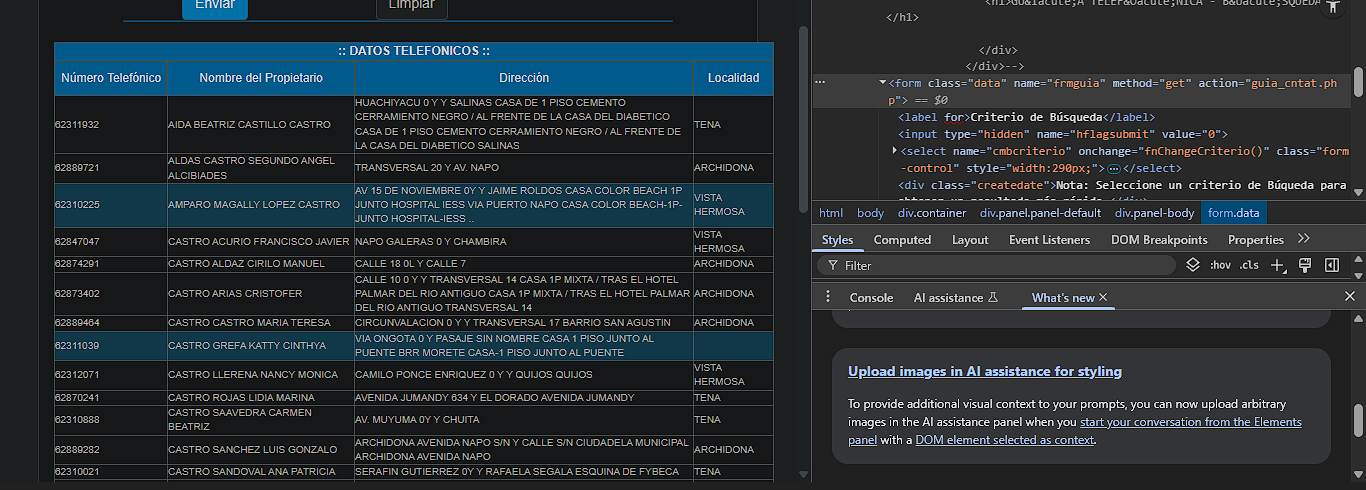 Enviar
Limpiar
:: DATOS TELEFONICOS ::
Número Telefónico Nombre del Propietario Dirección Localidad
62311932 AIDA BEATRIZ CASTILLO CASTRO HUACHIYACU 0 Y Y SALINAS CASA DE 1 PISO CEMENTO
CERRAMIENTO NEGRO / AL FRENTE DE LA CASA DEL DIABETICO
CASA DE 1 PISO CEMENTO CERRAMIENTO NEGRO / AL FRENTE DE
LA CASA DEL DIABETICO SALINAS TENA
62889721 ALDAS CASTRO SEGUNDO ANGEL
ALCIBIADES TRANSVERSAL 20 Y AV. NAPO ARCHIDONA
62310225 AMPARO MAGALLY LOPEZ CASTRO AV 15 DE NOVIEMBRE 0Y Y JAIME ROLDOS CASA COLOR BEACH 1P
JUNTO HOSPITAL IESS VIA PUERTO NAPO CASA COLOR BEACH-1P-
JUNTO HOSPITAL-IESS .. VISTA
HERMOSA
62847047 CASTRO ACURIO FRANCISCO JAVIER NAPO GALERAS 0 Y CHAMBIRA VISTA
HERMOSA
62874291 CASTRO ALDAZ CIRILO MANUEL CALLE 18 0L Y CALLE 7 ARCHIDONA
62873402 CASTRO ARIAS CRISTOFER CALLE 10 0 Y Y TRANSVERSAL 14 CASA 1P MIXTA / TRAS EL HOTEL
PALMAR DEL RIO ANTIGUO CASA 1P MIXTA / TRAS EL HOTEL PALMAR
DEL RIO ANTIGUO TRANSVERSAL 14 ARCHIDONA
62889464 CASTRO CASTRO MARIA TERESA CIRCUNVALACION 0 Y Y TRANSVERSAL 17 BARRIO SAN AGUSTIN ARCHIDONA
62311039 CASTRO GREFA KATTY CINTHYA VIA ONGOTA 0 Y PASAJE SIN NOMBRE CASA 1 PISO JUNTO AL
PUENTE BRR MORETE CASA-1 PISO JUNTO AL PUENTE
62312071 CASTRO LLERENA NANCY MONICA CAMILO PONCE ENRIQUEZ 0 Y Y QUIJOS QUIJOS VISTA
HERMOSA
62870241 CASTRO ROJAS LIDIA MARINA AVENIDA JUMANDY 634 Y EL DORADO AVENIDA JUMANDY TENA
62310888 CASTRO SAAVEDRA CARMEN
BEATRIZ AV. MUYUMA 0Y Y CHUITA TENA
62889282 CASTRO SANCHEZ LUIS GONZALO ARCHIDONA AVENIDA NAPO S/N Y CALLE S/N CIUDADELA MUNICIPAL
ARCHIDONA AVENIDA NAPO ARCHIDONA
62310021 CASTRO SANDOVAL ANA PATRICIA SERAFIN GUTIERREZ 0Y Y RAFAELA SEGALA ESQUINA DE FYBECA TENA
</h1>
</div>
</div>-->
<form class="data" name="frmguia" method="get" action="guia_cntat.ph
p"> == $0
<label for>Criterio de Búsqueda</label>
<input type="hidden" name="hflagsubmit" value="0">
<select name="cmbcriterio" onchange="fnChangeCriterio()" class="form
-control" style="width:290px;">…</select>
<div class="createdate">Nota: Seleccione un criterio de Búqueda para
html body div.container div.panel.panel-default div.panel-body form.data
Styles Computed Layout Event Listeners DOM Breakpoints Properties
Filter :hov .cls
Console AI assistance What's new
Upload images in AI assistance for styling
To provide additional visual context to your prompts, you can now upload arbitrary
images in the AI assistance panel when you start your conversation from the Elements
panel with a DOM element selected as context.